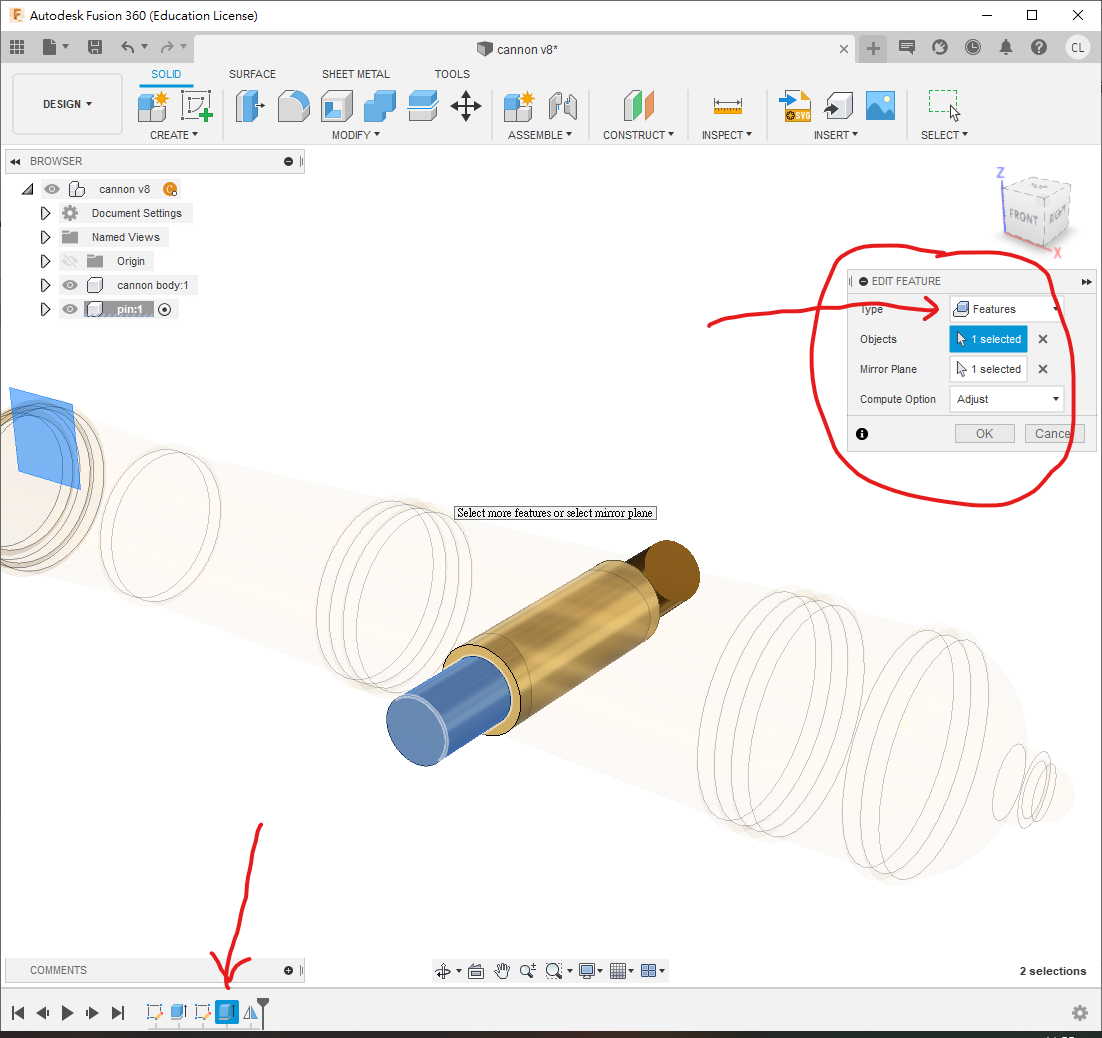 Autodesk Fusion 360 (Education License)
cannon v8*
CL
DESIGN
SOLID
SURFACE
SHEET METAL
TOOLS
CREATE
MODIFY
ASSEMBLE
CONSTRUCT
INSPECT
INSERT
SELECT
SVG
BROWSER
cannon v8
Document Settings
Named Views
Origin
cannon body:1
pin:1
Z
FRONT
RIGHT
X
EDIT FEATURE
Type
Features
Objects
1 selected
Mirror Plane
1 selected
Compute Option
Adjust
OK
Cance
Select more features or select mirror plane
COMMENTS
2 selections